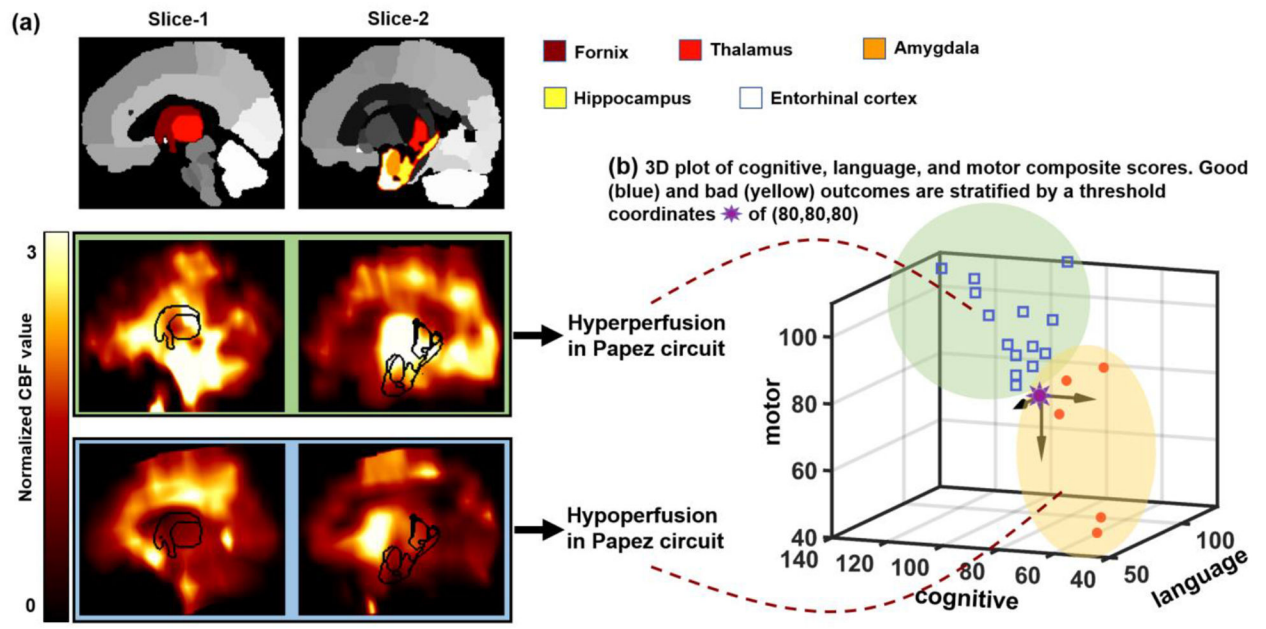 (a)
Slice-1
Slice-2
Fornix
Thalamus
Amygdala
Hippocampus
Entorhinal cortex
(b) 3D plot of cognitive, language, and motor composite scores. Good
(blue) and bad (yellow) outcomes are stratified by a threshold
coordinates of (80,80,80)
Normalized CBF value
3
0
Hyperperfusion
in Papez circuit
Hypoperfusion
in Papez circuit
motor
100
80
60
40
140
120
100
80
60
40
cognitive
50
100
language